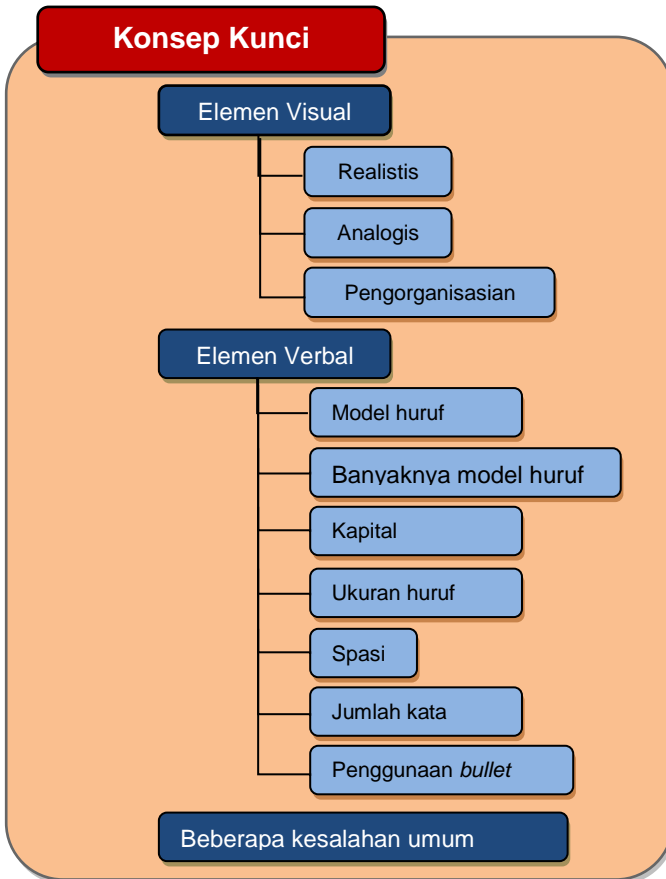 Konsep Kunci
Elemen Visual
Realistis
Analogis
Pengorganisasian
Elemen Verbal
Model huruf
Banyaknya model huruf
Kapital
Ukuran huruf
Spasi
Jumlah kata
Penggunaan bullet
Beberapa kesalahan umum